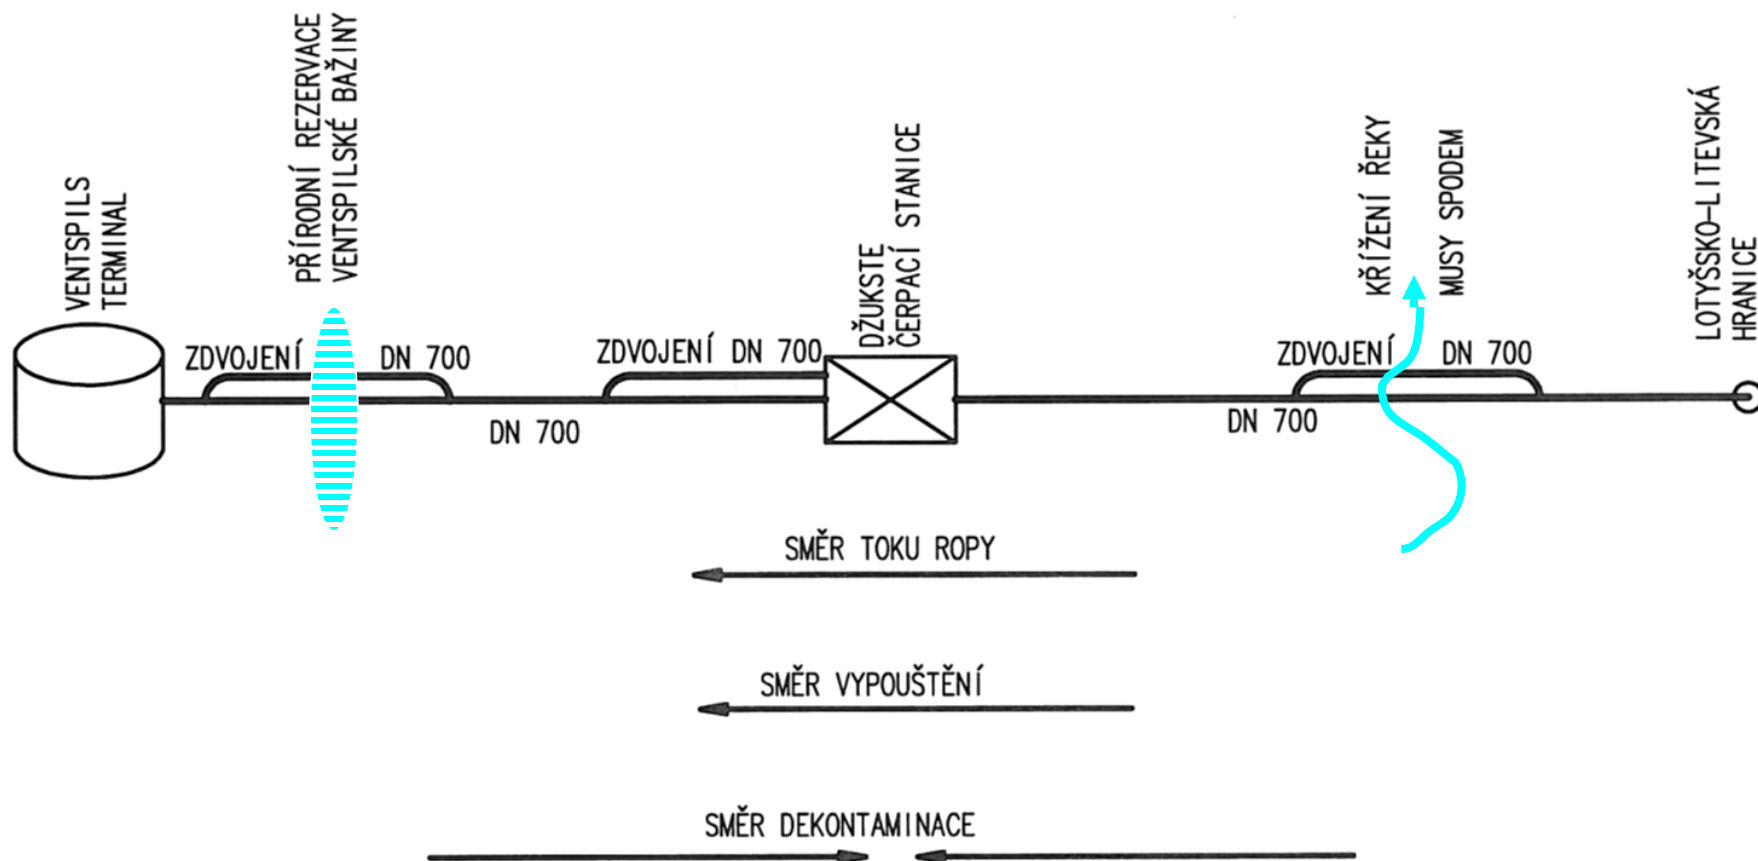 VENTSPILS
TERMINAL
PŘÍRODNÍ REZERVACE
VENTSPILSKÉ BAŽINY
DŽUKSTE
ČERPACÍ STANICE
KŘÍŽENÍ ŘEKY
MUSY SPODEM
LOTYŠSKO-LITEVSKÁ
HRANICE
ZDVOJENÍ DN 700
ZDVOJENÍ DN 700
ZDVOJENÍ DN 700
DN 700
DN 700
SMĚR TOKU ROPY
SMĚR VYPOUŠTĚNÍ
SMĚR DEKONTAMINACE